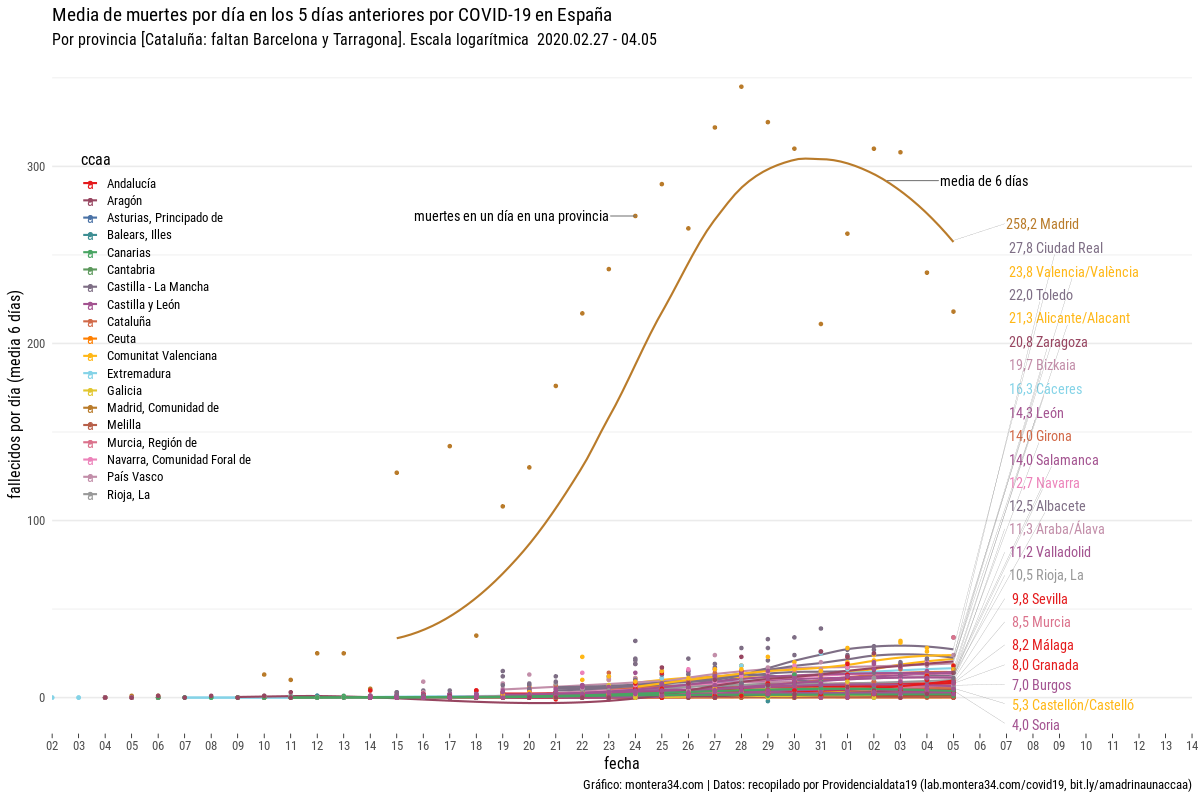 Media de muertes por día en los 5 días anteriores por COVID-19 en España
Por provincia [Cataluña: faltan Barcelona y Tarragona]. Escala logarítmica 2020.02.27 - 04.05
fallecidos por día (media 6 días)
300
200
100
0
ccaa
Andalucía
Aragón
Asturias, Principado de
Balears, Illes
Canarias
Cantabria
Castilla - La Mancha
Castilla y León
Cataluña
Ceuta
Comunitat Valenciana
Extremadura
Galicia
Madrid, Comunidad de
Melilla
Murcia, Región de
Navarra, Comunidad Foral de
País Vasco
Rioja, La
muertes en un día en una provincia
media de 6 días
258,2 Madrid
27,8 Ciudad Real
23,8 Valencia/València
22,0 Toledo
21,3 Alicante/Alacant
20,8 Zaragoza
19,7 Bizkaia
16,3 Cáceres
14,3 León
14,0 Girona
14,0 Salamanca
12,7 Navarra
12,5 Albacete
11,3 Araba/Álava
11,2 Valladolid
10,5 Rioja, La
9,8 Sevilla
8,5 Murcia
8,2 Málaga
8,0 Granada
7,0 Burgos
5,3 Castellón/Castelló
4,0 Soria
02 03 04 05 06 07 08 09 10 11 12 13 14 15 16 17 18 19 20 21 22 23 24 25 26 27 28 29 30 31 01 02 03 04 05 06 07 08 09 10 11 12 13 14
fecha
Gráfico: montera34.com | Datos: recopilado por Providencialdata19 (lab.montera34.com/covid19, bit.ly/amadrinaunaccaa)